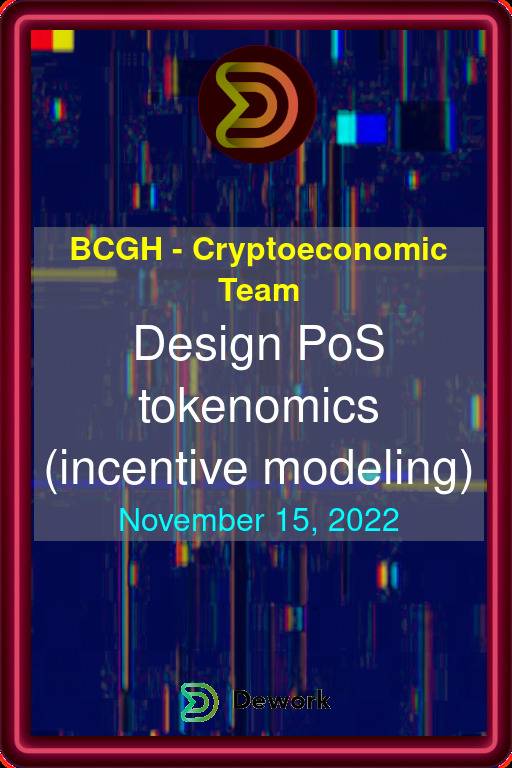 BCGH - Cryptoeconomic
Team
Design PoS
tokenomics
(incentive modeling)
November 15, 2022
Dework